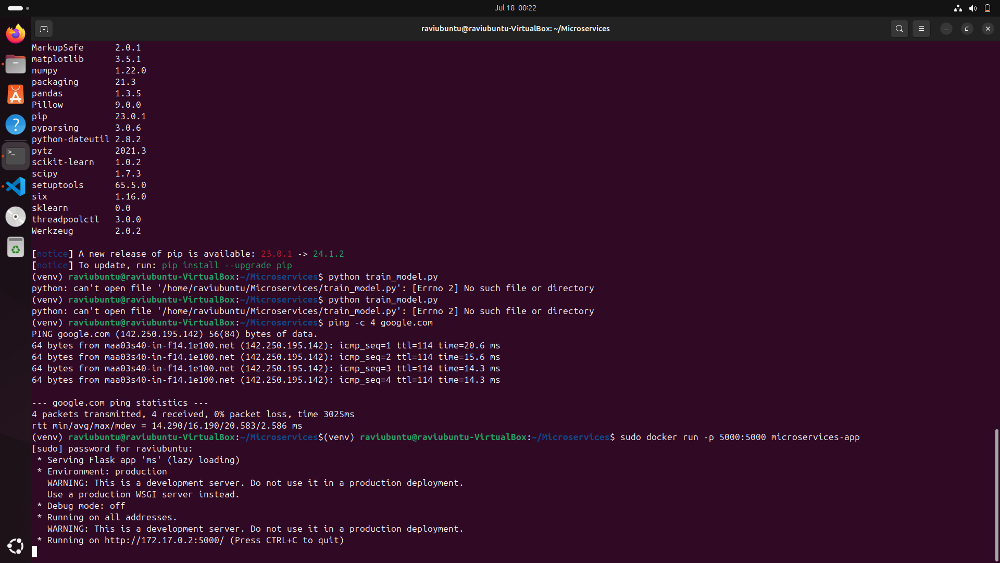 Jul 18 00:22
raviubuntu@raviubuntu-VirtualBox: ~/Microservices
MarkupSafe 2.0.1
matplotlib 3.5.1
numpy 1.22.0
packaging 21.3
pandas 1.3.5
Pillow 9.0.0
pip 23.0.1
pyparsing 3.0.6
python-dateutil 2.8.2
pytz 2021.3
scikit-learn 1.0.2
scipy 1.7.3
setuptools 65.5.0
six 1.16.0
sklearn 0.0
threadpoolctl 3.0.0
Werkzeug 2.0.2
[notice] A new release of pip is available: 23.0.1 -> 24.1.2
[notice] To update, run: pip install --upgrade pip
(venv) raviubuntu@raviubuntu-VirtualBox:~/Microservices$ python train_model.py
python: can't open file '/home/raviubuntu/Microservices/train_model.py': [Errno 2] No such file or directory
(venv) raviubuntu@raviubuntu-VirtualBox:~/Microservices$ python train_model.py
python: can't open file '/home/raviubuntu/Microservices/train_model.py': [Errno 2] No such file or directory
(venv) raviubuntu@raviubuntu-VirtualBox:~/Microservices$ ping -c 4 google.com
PING google.com (142.250.195.142) 56(84) bytes of data.
64 bytes from maa03s40-in-f14.1e100.net (142.250.195.142): icmp_seq=1 ttl=114 time=20.6 ms
64 bytes from maa03s40-in-f14.1e100.net (142.250.195.142): icmp_seq=2 ttl=114 time=15.6 ms
64 bytes from maa03s40-in-f14.1e100.net (142.250.195.142): icmp_seq=3 ttl=114 time=14.3 ms
64 bytes from maa03s40-in-f14.1e100.net (142.250.195.142): icmp_seq=4 ttl=114 time=14.3 ms
--- google.com ping statistics ---
4 packets transmitted, 4 received, 0% packet loss, time 3025ms
rtt min/avg/max/mdev = 14.290/16.190/20.583/2.586 ms
(venv) raviubuntu@raviubuntu-VirtualBox:~/Microservices$(venv) raviubuntu@raviubuntu-VirtualBox:~/Microservices$ sudo docker run -p 5000:5000 microservices-app
[sudo] password for raviubuntu:
* Serving Flask app 'ms' (lazy loading)
* Environment: production
WARNING: This is a development server. Do not use it in a production deployment.
Use a production WSGI server instead.
* Debug mode: off
* Running on all addresses.
WARNING: This is a development server. Do not use it in a production deployment.
* Running on http://172.17.0.2:5000/ (Press CTRL+C to quit)